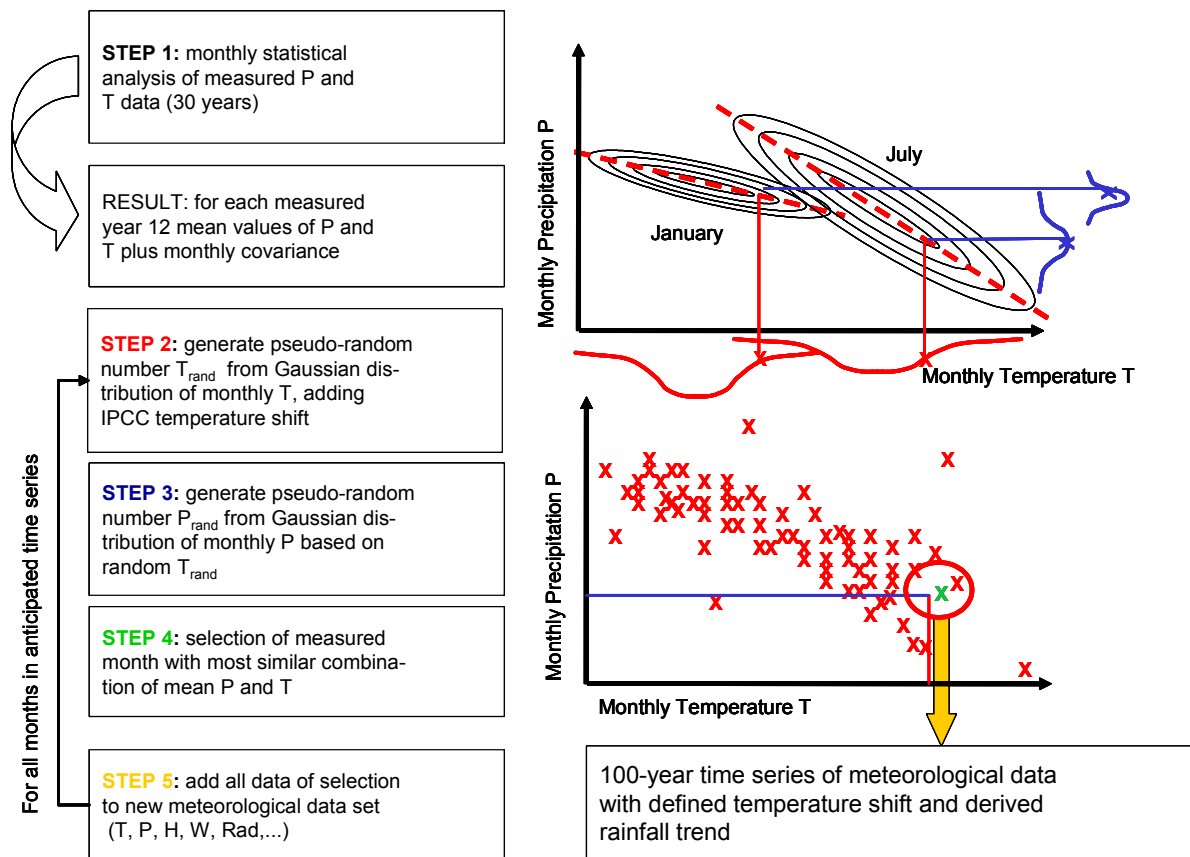 STEP 1: monthly statistical
analysis of measured P and
T data (30 years)
RESULT: for each measured
year 12 mean values of P and
T plus monthly covariance
STEP 2: generate pseudo-random
number Trand from Gaussian dis-
tribution of monthly T, adding
IPCC temperature shift
STEP 3: generate pseudo-random
number Prand from Gaussian dis-
tribution of monthly P based on
random Trand
STEP 4: selection of measured
month with most similar combina-
tion of mean P and T
STEP 5: add all data of selection
to new meteorological data set
(T, P, H, W, Rad,...)
For all months in anticipated time series
Monthly Precipitation P
July
January
Monthly Temperature T
Monthly Precipitation P
Monthly Temperature T
100-year time series of meteorological data
with defined temperature shift and derived
rainfall trend